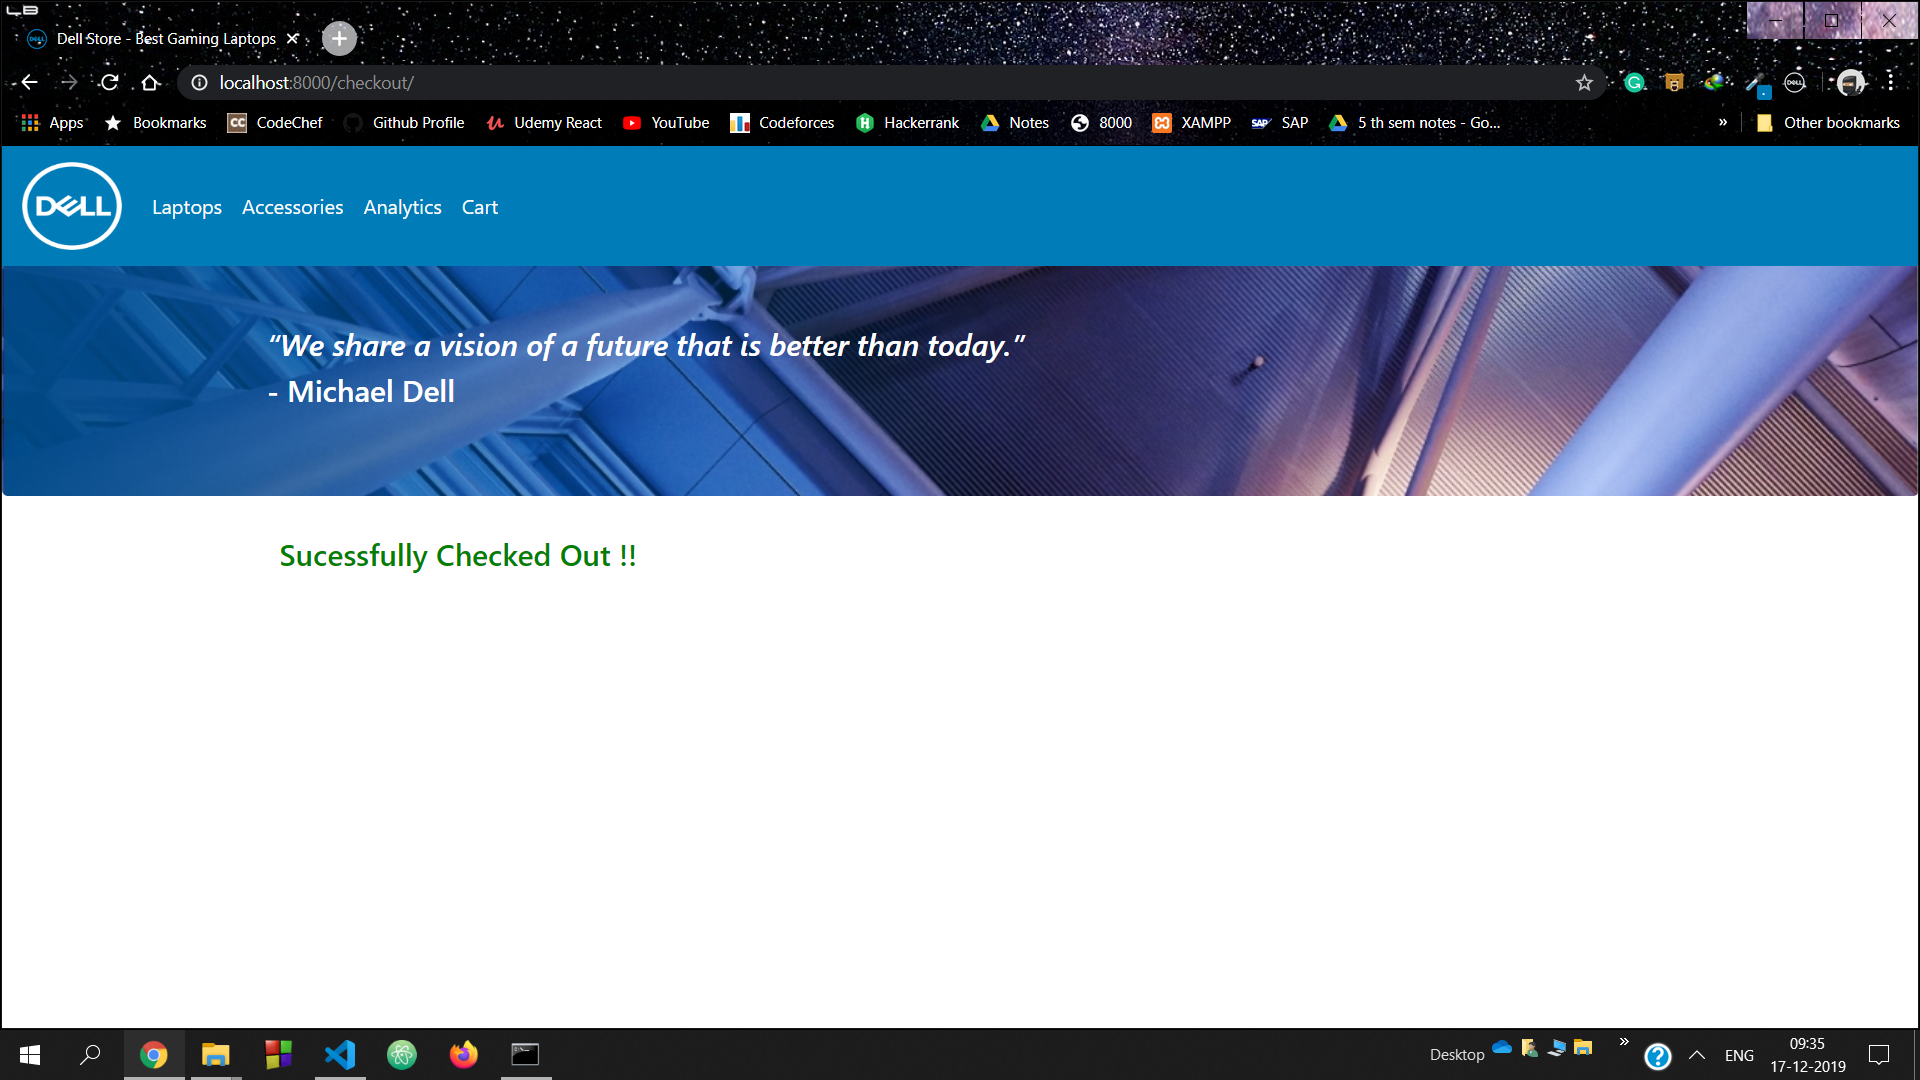 Dell Store - Best Gaming Laptops
localhost:8000/checkout/
Apps Bookmarks CodeChef Github Profile Udemy React YouTube Codeforces Hackerrank Notes 8000 XAMPP SAP 5 th sem notes - Go... » Other bookmarks
DELL Laptops Accessories Analytics Cart
“We share a vision of a future that is better than today.”
- Michael Dell
Sucessfully Checked Out !!
Desktop » ENG 09:35
17-12-2019